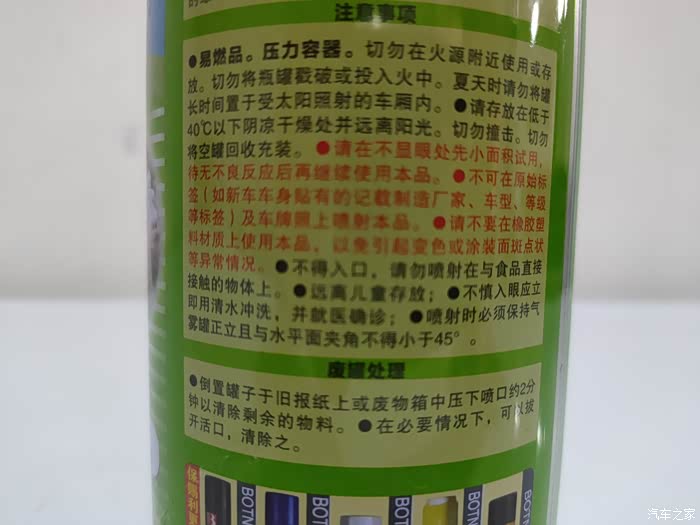 注意事项
●易燃品。压力容器。切勿在火源附近使用或存
放。切勿将瓶罐戳破或投入火中。夏天时请勿将罐
长时间置于受太阳照射的车厢内。●请存放在低于
40℃以下阴凉干燥处并远离阳光。切勿撞击。切勿
将空罐回收充装。●请在不显眼处先小面积试用,
待无不良反应后再继续使用本品。●不可在原始标
签(如新车车身贴有的记载制造厂家、车型、等级
等标签)及车牌照上喷射本品。●请不要在橡胶塑
料材质上使用本品，以免引起变色或涂装面斑点状
等异常情况。●不得入口，请勿喷射在与食品直接
接触的物体上。●远离儿童存放；●不慎入眼应立
即用清水冲洗，并就医确诊；●喷射时必须保持气
雾罐正立且与水平面夹角不得小于45°。
废罐处理
●倒置罐子于旧报纸上或废物箱中压下喷口约2分
钟以清除剩余的物料。●在必要情况下，可以拔
开活口，清除之。
保赐利
BOTN
BOTN
BOTN
BOTN
汽车之家